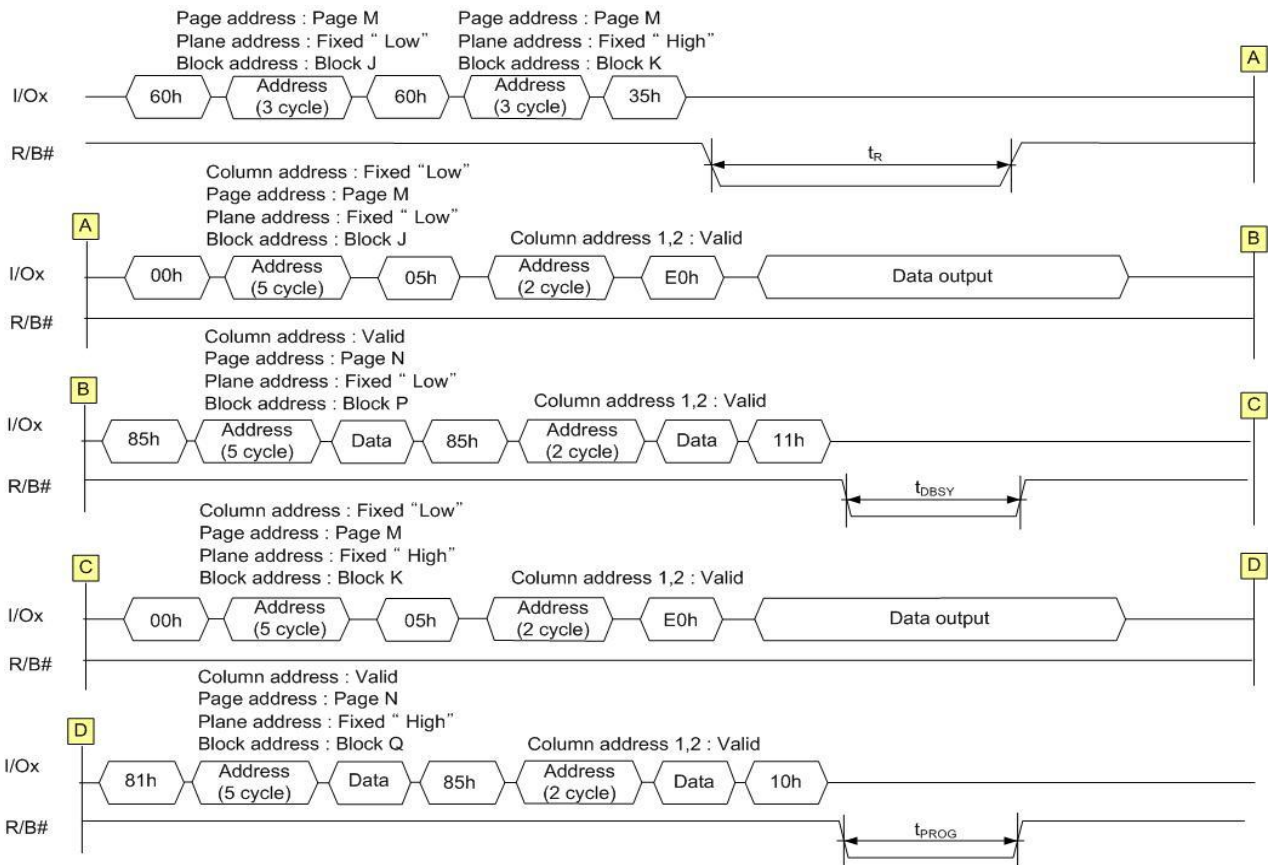 Page address : Page M
Plane address : Fixed “ Low”
Block address : Block J
Page address : Page M
Plane address : Fixed “ High”
Block address : Block K
A
I/Ox
60h
Address
(3 cycle)
60h
Address
(3 cycle)
35h
R/B#
tR
Column address : Fixed “Low”
Page address : Page M
Plane address : Fixed “ Low”
Block address : Block J
Column address 1,2 : Valid
A
B
I/Ox
00h
Address
(5 cycle)
05h
Address
(2 cycle)
E0h
Data output
R/B#
Column address : Valid
Page address : Page N
Plane address : Fixed “ Low”
Block address : Block P
Column address 1,2 : Valid
B
C
I/Ox
85h
Address
(5 cycle)
Data
85h
Address
(2 cycle)
Data
11h
R/B#
tDBSY
Column address : Fixed “Low”
Page address : Page M
Plane address : Fixed “ High”
Block address : Block K
Column address 1,2 : Valid
C
D
I/Ox
00h
Address
(5 cycle)
05h
Address
(2 cycle)
E0h
Data output
R/B#
Column address : Valid
Page address : Page N
Plane address : Fixed “ High”
Block address : Block Q
Column address 1,2 : Valid
D
I/Ox
81h
Address
(5 cycle)
Data
85h
Address
(2 cycle)
Data
10h
R/B#
tPROG